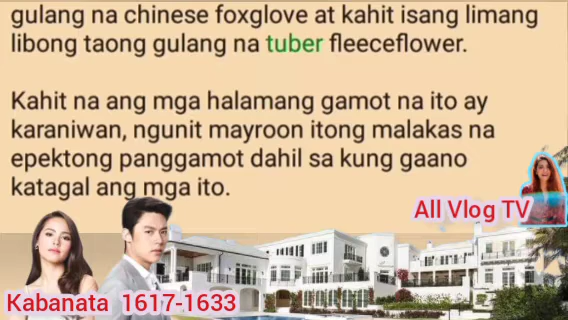 gulang na chinese foxglove at kahit isang limang
libong taong gulang na tuber fleeceflower.
Kahit na ang mga halamang gamot na ito ay
karaniwan, ngunit mayroon itong malakas na
epektong panggamot dahil sa kung gaano
katagal ang mga ito.
All Vlog TV
Kabanata 1617-1633